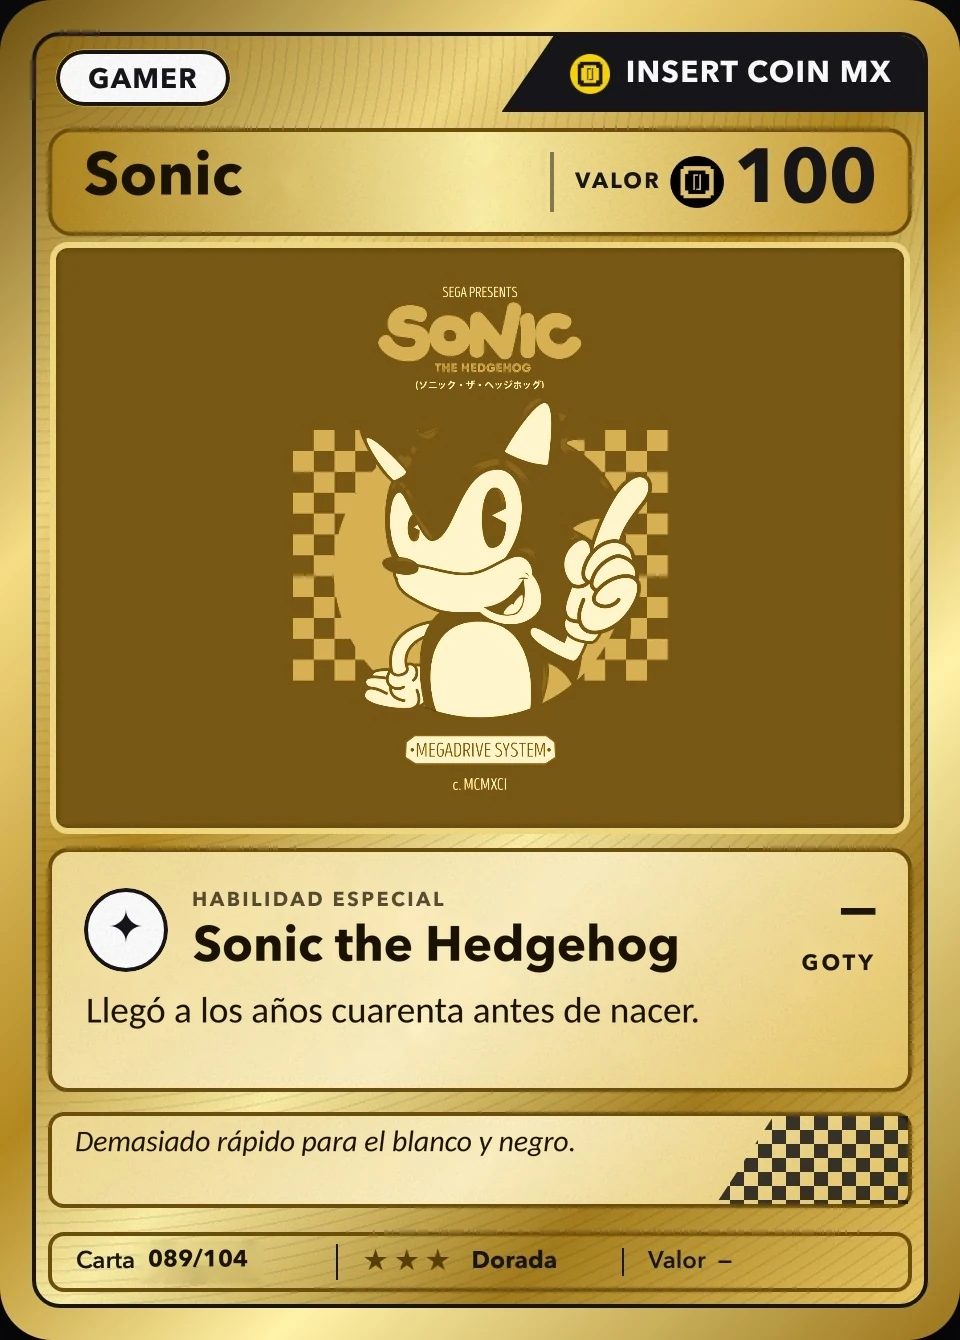 GAMER
INSERT COIN MX
Sonic
VALOR 100
SEGA PRESENTS
SONIC
THE HEDGEHOG
(ソニック・ザ・ヘッジホッグ)
•MEGADRIVE SYSTEM•
c. MCMXCI
HABILIDAD ESPECIAL
Sonic the Hedgehog
–
GOTY
Llegó a los años cuarenta antes de nacer.
Demasiado rápido para el blanco y negro.
Carta 089/104 ★★★ Dorada Valor –